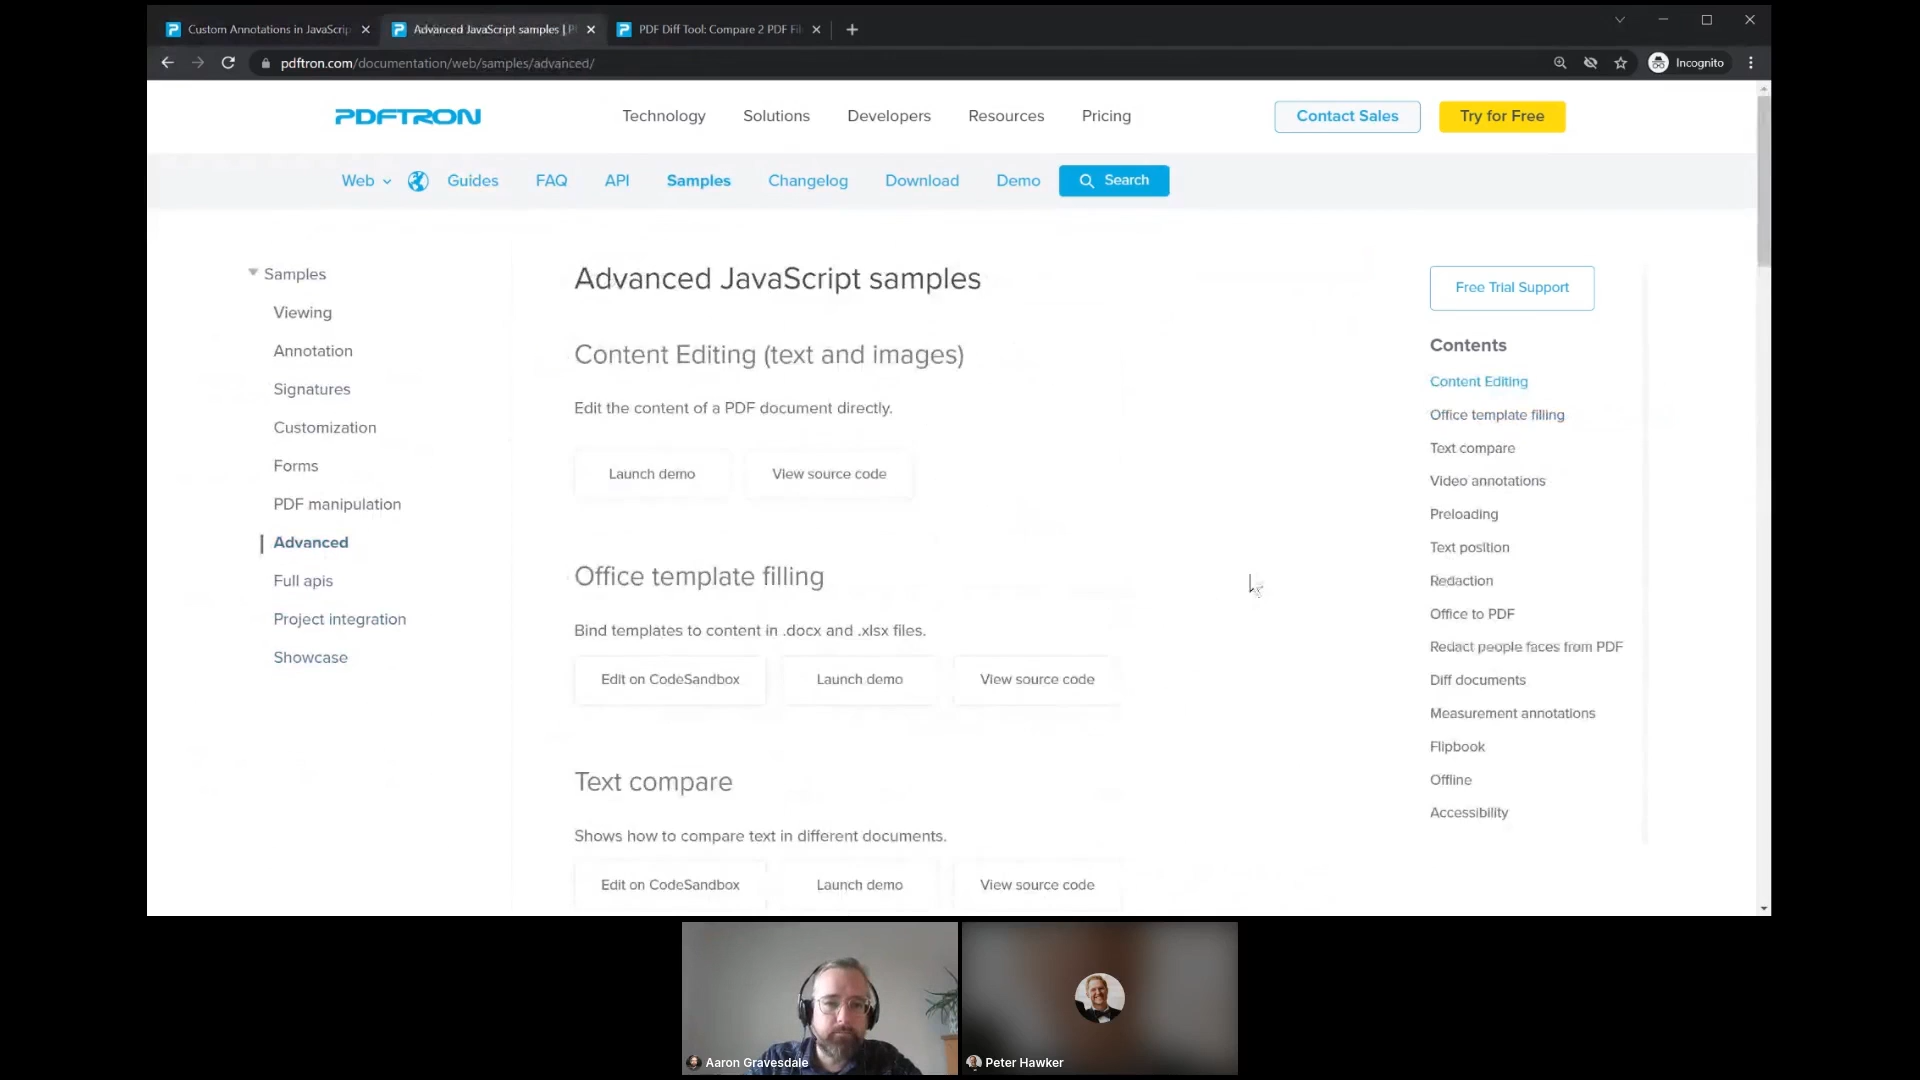 Custom Annotations in JavaScrip
Advanced JavaScript samples | P
PDF Diff Tool: Compare 2 PDF Fil
pdftron.com/documentation/web/samples/advanced/
Incognito
PDFTRON
Technology
Solutions
Developers
Resources
Pricing
Contact Sales
Try for Free
Web
Guides
FAQ
API
Samples
Changelog
Download
Demo
Search
Samples
Viewing
Annotation
Signatures
Customization
Forms
PDF manipulation
Advanced
Full apis
Project integration
Showcase
Advanced JavaScript samples
Content Editing (text and images)
Edit the content of a PDF document directly.
Launch demo
View source code
Office template filling
Bind templates to content in .docx and .xlsx files.
Edit on CodeSandbox
Launch demo
View source code
Text compare
Shows how to compare text in different documents.
Edit on CodeSandbox
Launch demo
View source code
Free Trial Support
Contents
Content Editing
Office template filling
Text compare
Video annotations
Preloading
Text position
Redaction
Office to PDF
Redact people faces from PDF
Diff documents
Measurement annotations
Flipbook
Offline
Accessibility
Aaron Gravesdale
Peter Hawker